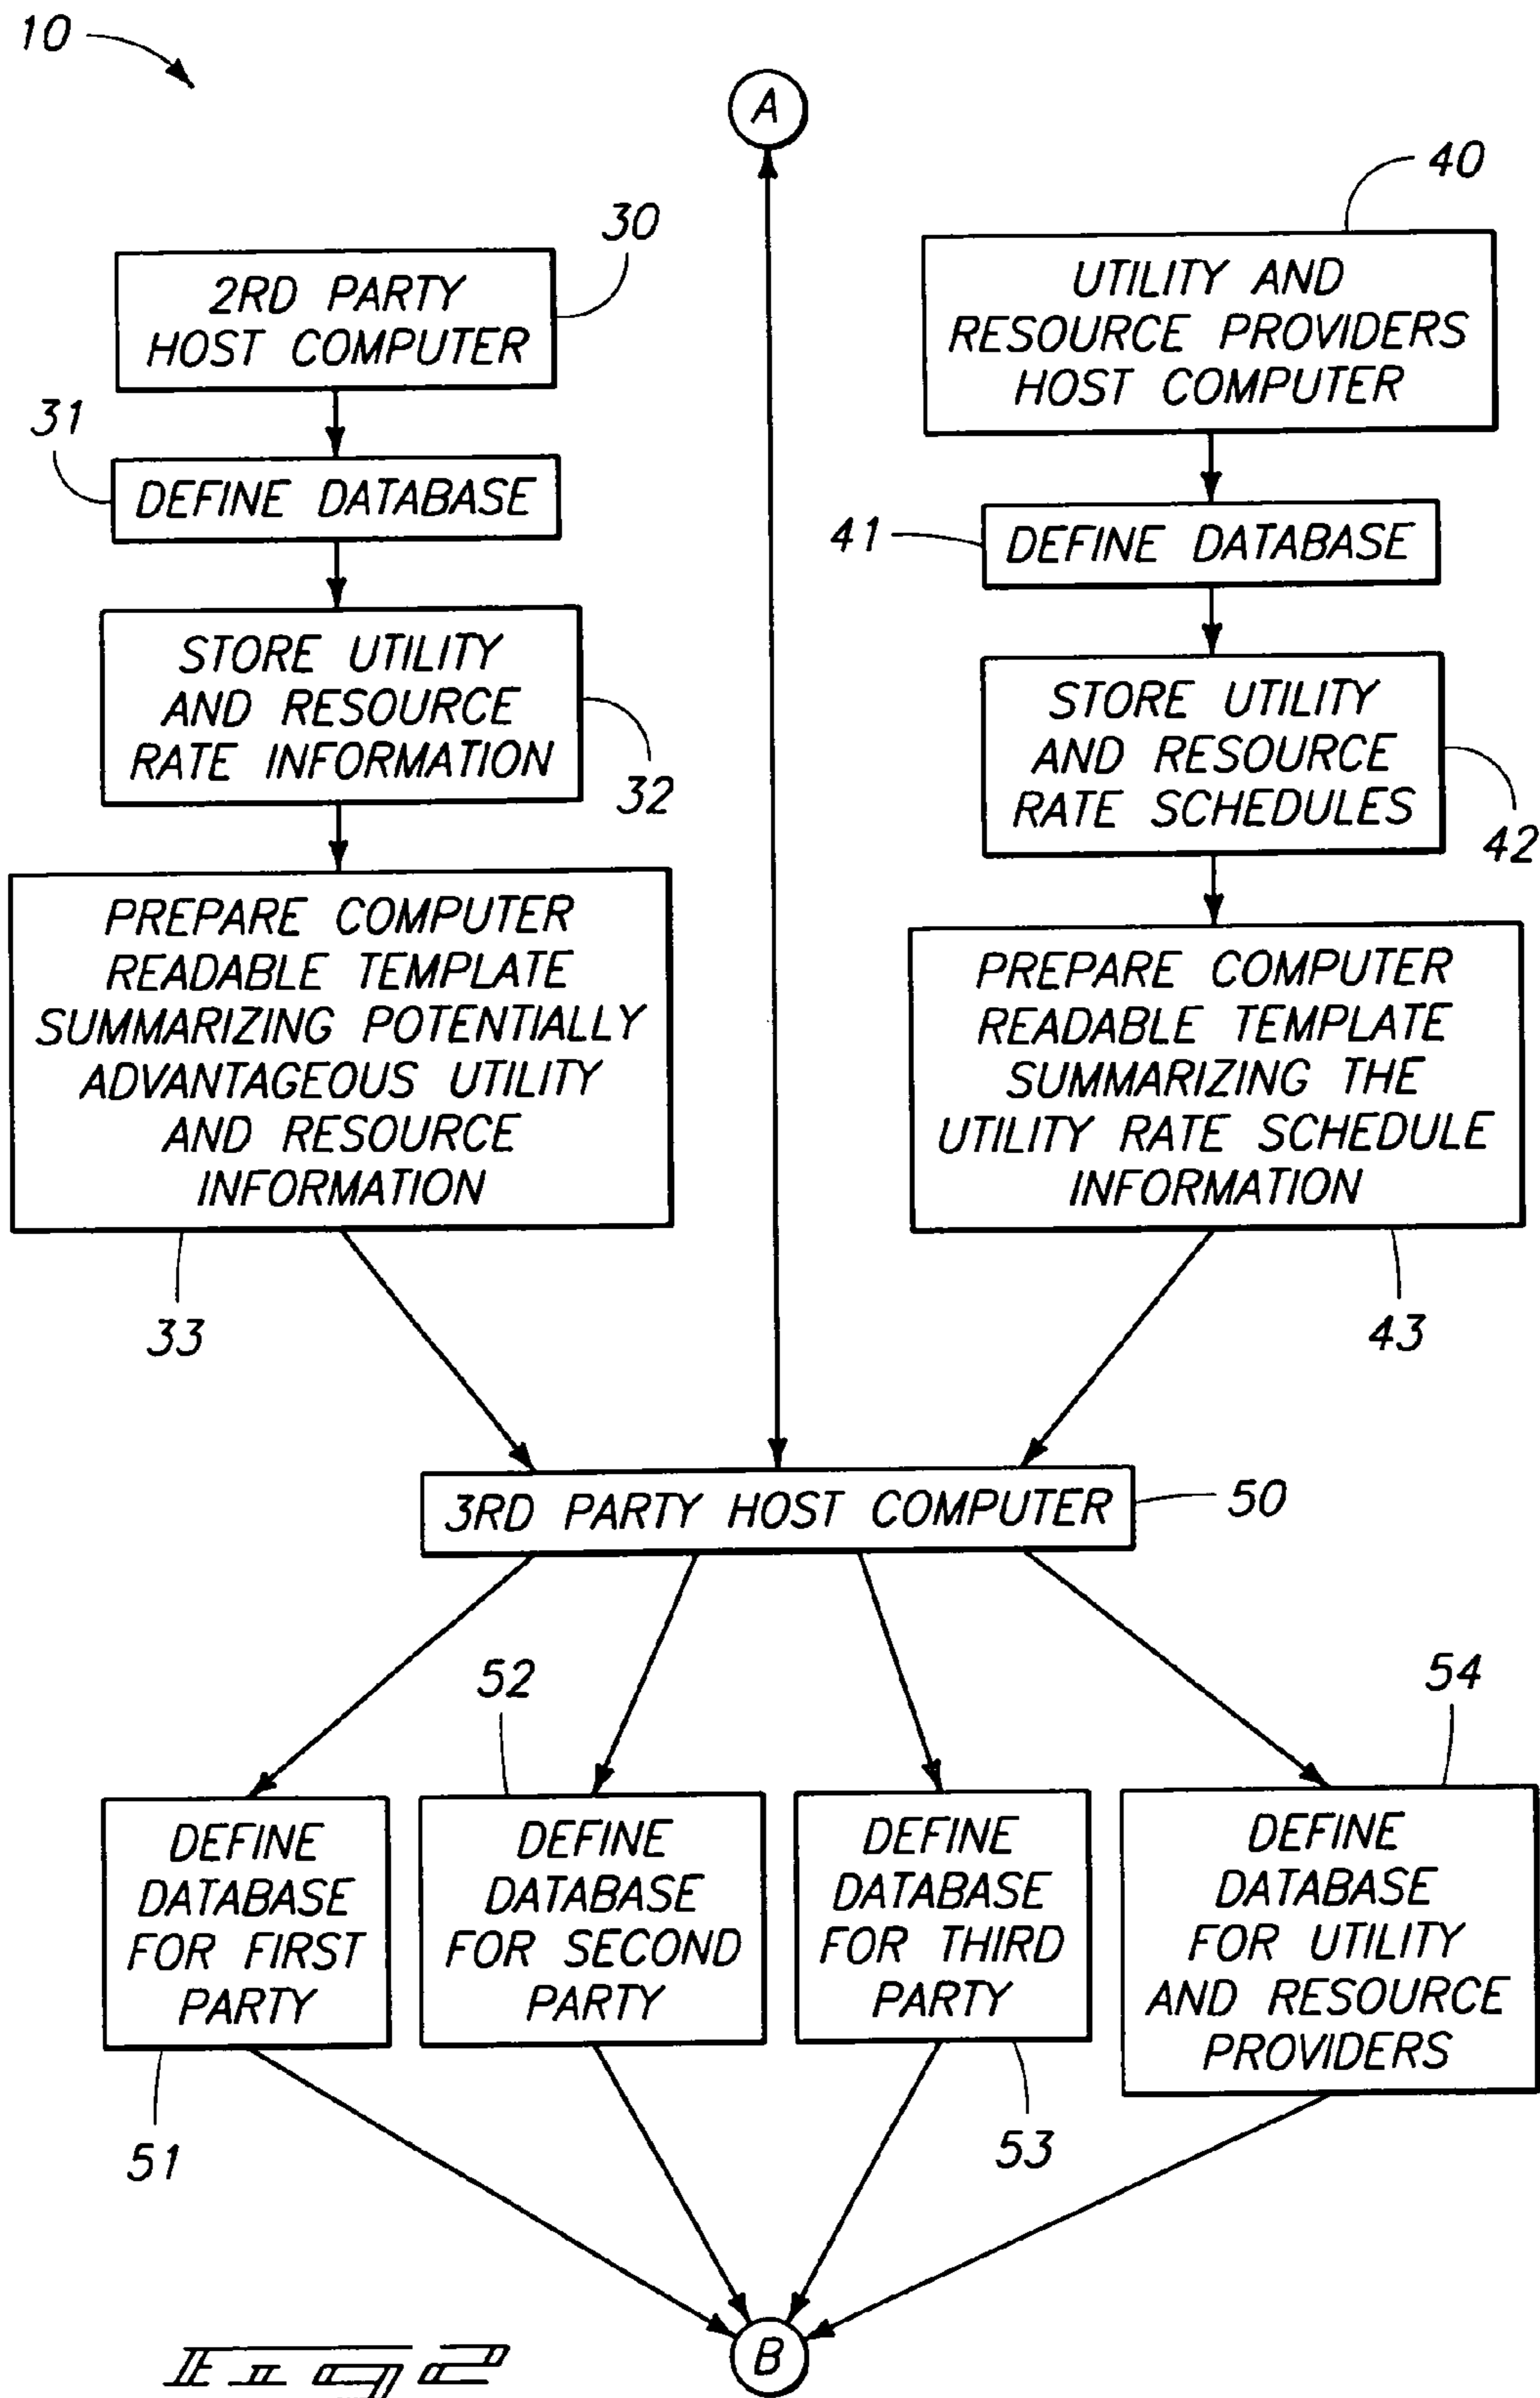 10
A
40
30
2RD PARTY
HOST COMPUTER
UTILITY AND
RESOURCE PROVIDERS
HOST COMPUTER
31
DEFINE DATABASE
41
DEFINE DATABASE
STORE UTILITY
AND RESOURCE
RATE INFORMATION
32
STORE UTILITY
AND RESOURCE
RATE SCHEDULES
42
PREPARE COMPUTER
READABLE TEMPLATE
SUMMARIZING POTENTIALLY
ADVANTAGEOUS UTILITY
AND RESOURCE
INFORMATION
33
PREPARE COMPUTER
READABLE TEMPLATE
SUMMARIZING THE
UTILITY RATE SCHEDULE
INFORMATION
43
3RD PARTY HOST COMPUTER
50
52
54
DEFINE
DATABASE
FOR FIRST
PARTY
51
DEFINE
DATABASE
FOR SECOND
PARTY
DEFINE
DATABASE
FOR THIRD
PARTY
53
DEFINE
DATABASE
FOR UTILITY
AND RESOURCE
PROVIDERS
B
FIG 2